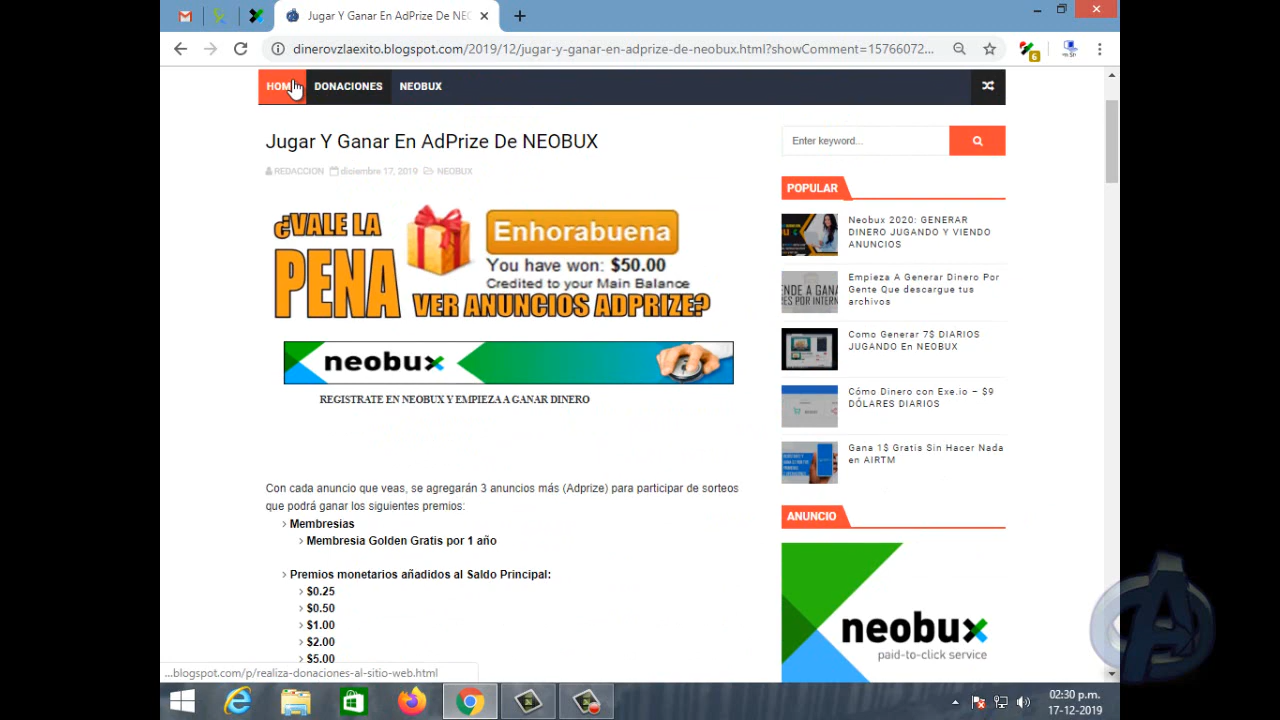 Jugar Y Ganar En AdPrize De NEO
dinerovzlaexito.blogspot.com/2019/12/jugar-y-ganar-en-adprize-de-neobux.html?showComment=15766072...
6
HOME DONACIONES NEOBUX
Jugar Y Ganar En AdPrize De NEOBUX
REDACCION diciembre 17, 2019 NEOBUX
¿VALE LA
PENA
Enhorabuena
You have won: $50.00
Credited to your Main Balance
VER ANUNCIOS ADPRIZE?
neobux
REGISTRATE EN NEOBUX Y EMPIEZA A GANAR DINERO
Con cada anuncio que veas, se agregarán 3 anuncios más (Adprize) para participar de sorteos
que podrá ganar los siguientes premios:
Membresias
Membresia Golden Gratis por 1 año
Premios monetarios añadidos al Saldo Principal:
$0.25
$0.50
$1.00
$2.00
$5.00
Enter keyword...
POPULAR
Neobux 2020: GENERAR
DINERO JUGANDO Y VIENDO
ANUNCIOS
Empieza A Generar Dinero Por
Gente Que descargue tus
archivos
Como Generar 7$ DIARIOS
JUGANDO En NEOBUX
Cómo Dinero con Exe.io – $9
DÓLARES DIARIOS
Gana 1$ Gratis Sin Hacer Nada
en AIRTM
ANUNCIO
neobux
paid-to-click service
...blogspot.com/p/realiza-donaciones-al-sitio-web.html
02:30 p.m.
17-12-2019